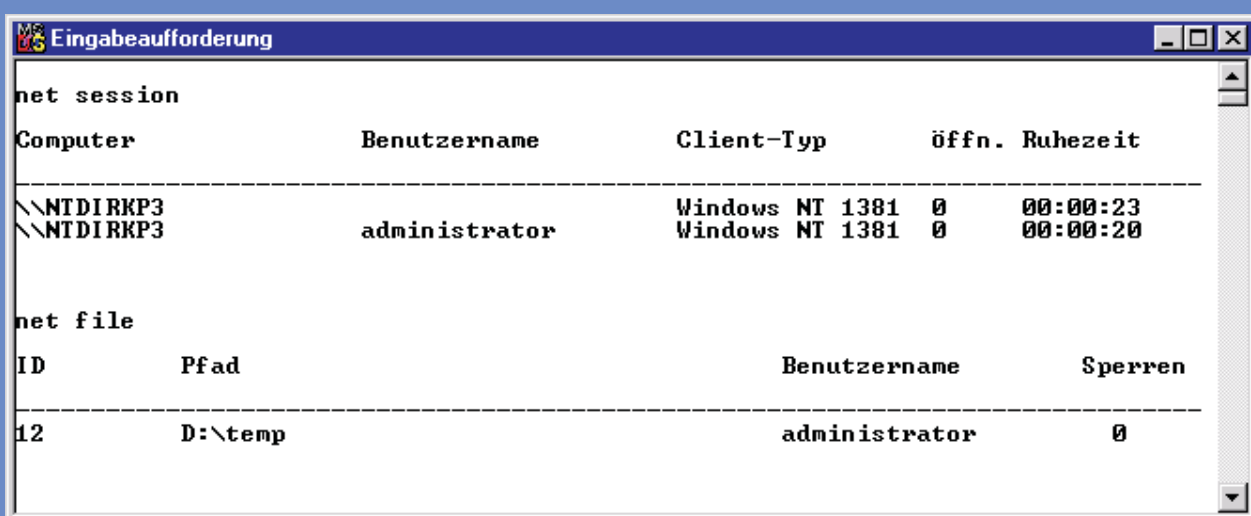 Eingabeaufforderung
net session
Computer Benutzername Client-Typ öffn. Ruhezeit
\\NTDIRKP3 Windows NT 1381 0 00:00:23
\\NTDIRKP3 administrator Windows NT 1381 0 00:00:20
net file
ID Pfad Benutzername Sperren
12 D:\temp administrator 0